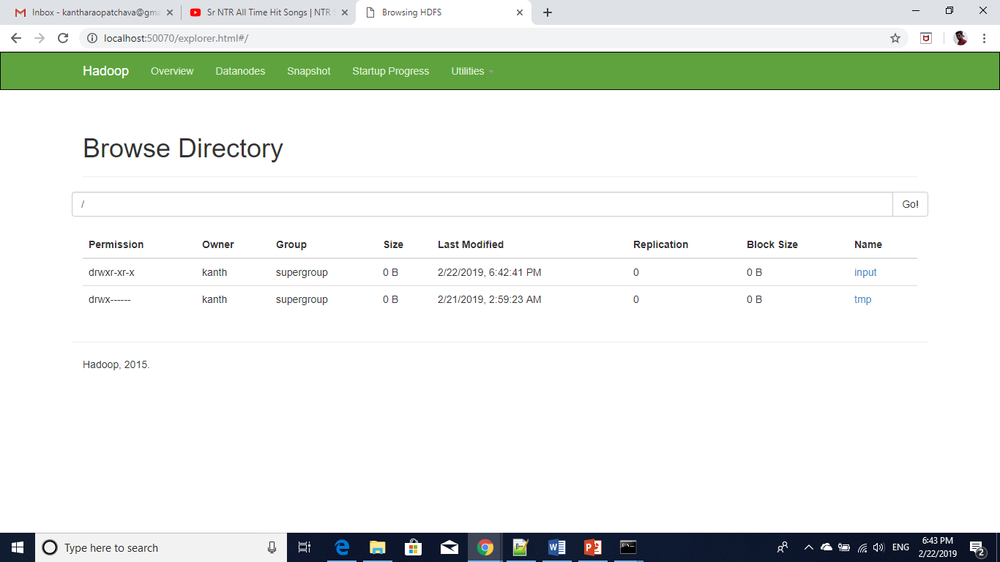 Inbox - kantharaopatchava@gma
Sr NTR All Time Hit Songs | NTR S
Browsing HDFS
localhost:50070/explorer.html#/
Hadoop Overview Datanodes Snapshot Startup Progress Utilities
Browse Directory
/ Go!
Permission Owner Group Size Last Modified Replication Block Size Name
drwxr-xr-x kanth supergroup 0 B 2/22/2019, 6:42:41 PM 0 0 B input
drwx------ kanth supergroup 0 B 2/21/2019, 2:59:23 AM 0 0 B tmp
Hadoop, 2015.
Type here to search
ENG
6:43 PM
2/22/2019
2